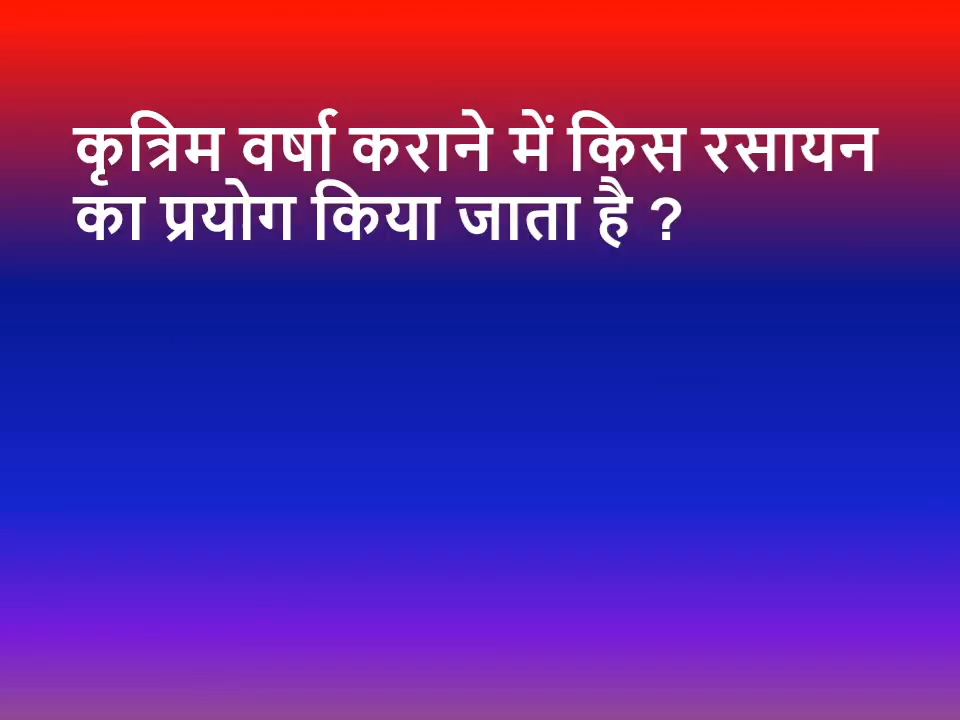 कृत्रिम वर्षा कराने में किस रसायन
का प्रयोग किया जाता है ?